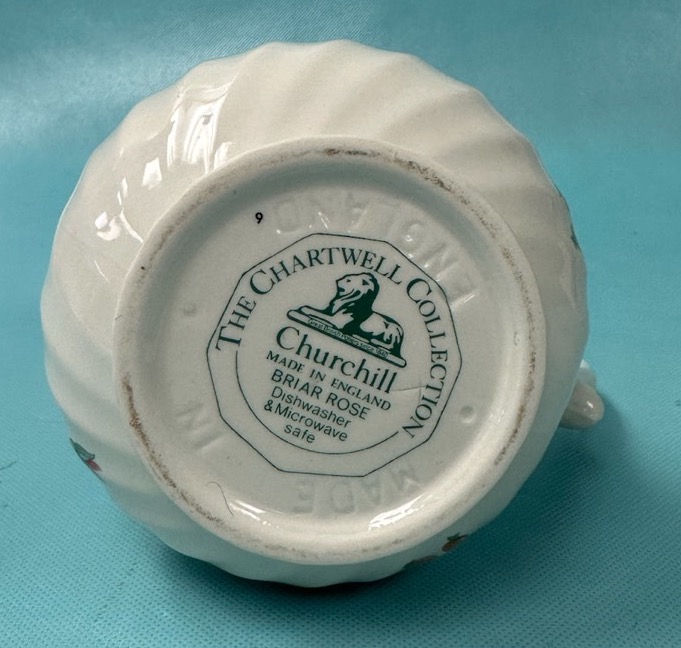 9
THE CHARTWELL COLLECTION
Churchill
MADE IN ENGLAND
BRIAR ROSE
Dishwasher
& Microwave
safe
MADE IN ENGLAND